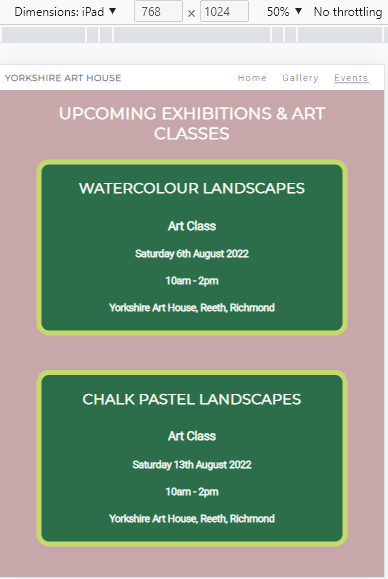 Dimensions: iPad ▼ 768 × 1024 50% ▼ No throttling
YORKSHIRE ART HOUSE Home Gallery Events
UPCOMING EXHIBITIONS & ART
CLASSES
WATERCOLOUR LANDSCAPES
Art Class
Saturday 6th August 2022
10am - 2pm
Yorkshire Art House, Reeth, Richmond
CHALK PASTEL LANDSCAPES
Art Class
Saturday 13th August 2022
10am - 2pm
Yorkshire Art House, Reeth, Richmond